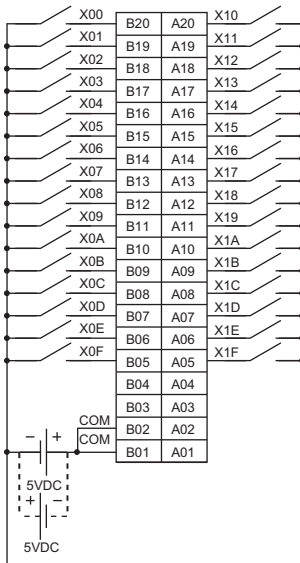 X00 B20 A20 X10
X01 B19 A19 X11
X02 B18 A18 X12
X03 B17 A17 X13
X04 B16 A16 X14
X05 B15 A15 X15
X06 B14 A14 X16
X07 B13 A13 X17
X08 B12 A12 X18
X09 B11 A11 X19
X0A B10 A10 X1A
X0B B09 A09 X1B
X0C B08 A08 X1C
X0D B07 A07 X1D
X0E B06 A06 X1E
X0F B05 A05 X1F
B04 A04
B03 A03
COM B02 A02
COM B01 A01
− +
5VDC
+ −
5VDC